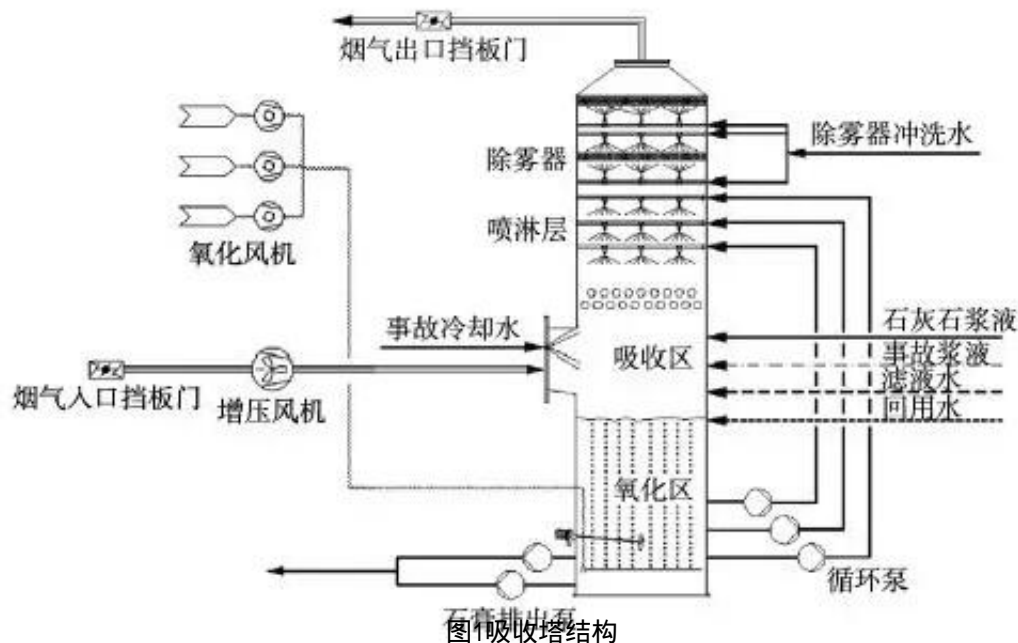 烟气出口挡板门
除雾器冲洗水
除雾器
喷淋层
氧化风机
事故冷却水
石灰石浆液
吸收区
事故浆液
滤液水
烟气入口挡板门
增压风机
回用水
氧化区
循环泵
石膏排出泵
图1吸收塔结构